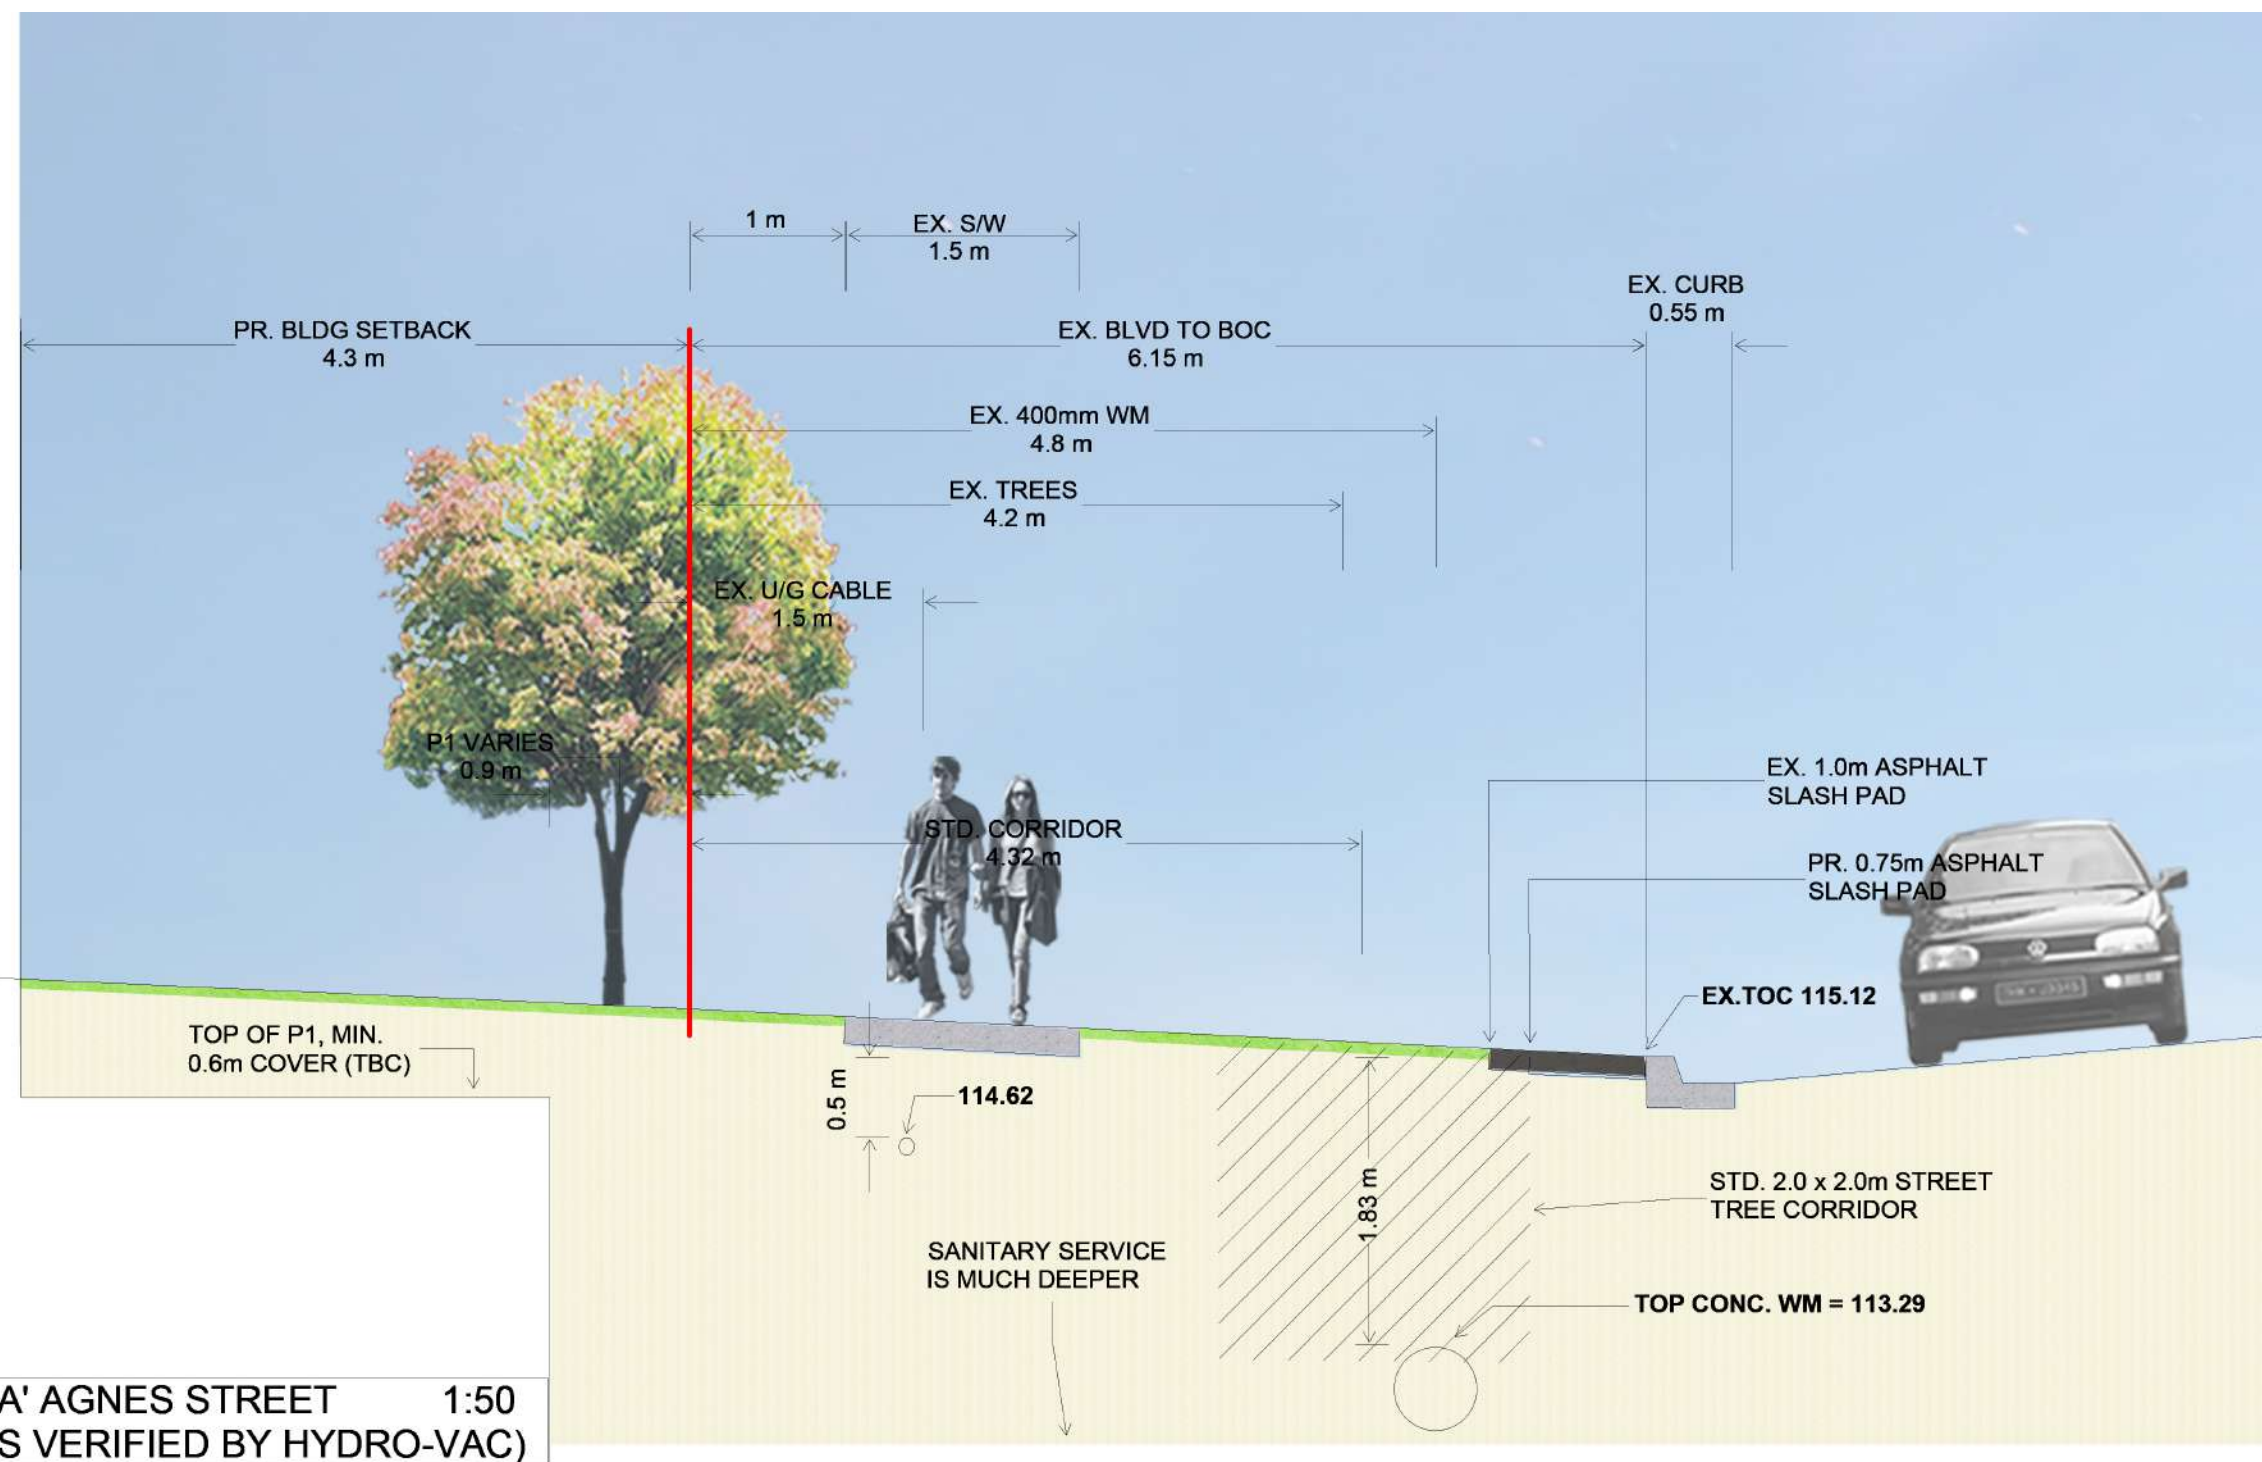 1 m
EX. S/W
1.5 m
EX. CURB
0.55 m
PR. BLDG SETBACK
4.3 m
EX. BLVD TO BOC
6.15 m
EX. 400mm WM
4.8 m
EX. TREES
4.2 m
EX. U/G CABLE
1.5 m
P1 VARIES
0.9 m
EX. 1.0m ASPHALT
SLASH PAD
STD. CORRIDOR
4.32 m
PR. 0.75m ASPHALT
SLASH PAD
EX.TOC 115.12
TOP OF P1, MIN.
0.6m COVER (TBC)
0.5 m
114.62
1.83 m
STD. 2.0 x 2.0m STREET
TREE CORRIDOR
SANITARY SERVICE
IS MUCH DEEPER
TOP CONC. WM = 113.29
A' AGNES STREET 1:50
S VERIFIED BY HYDRO-VAC)